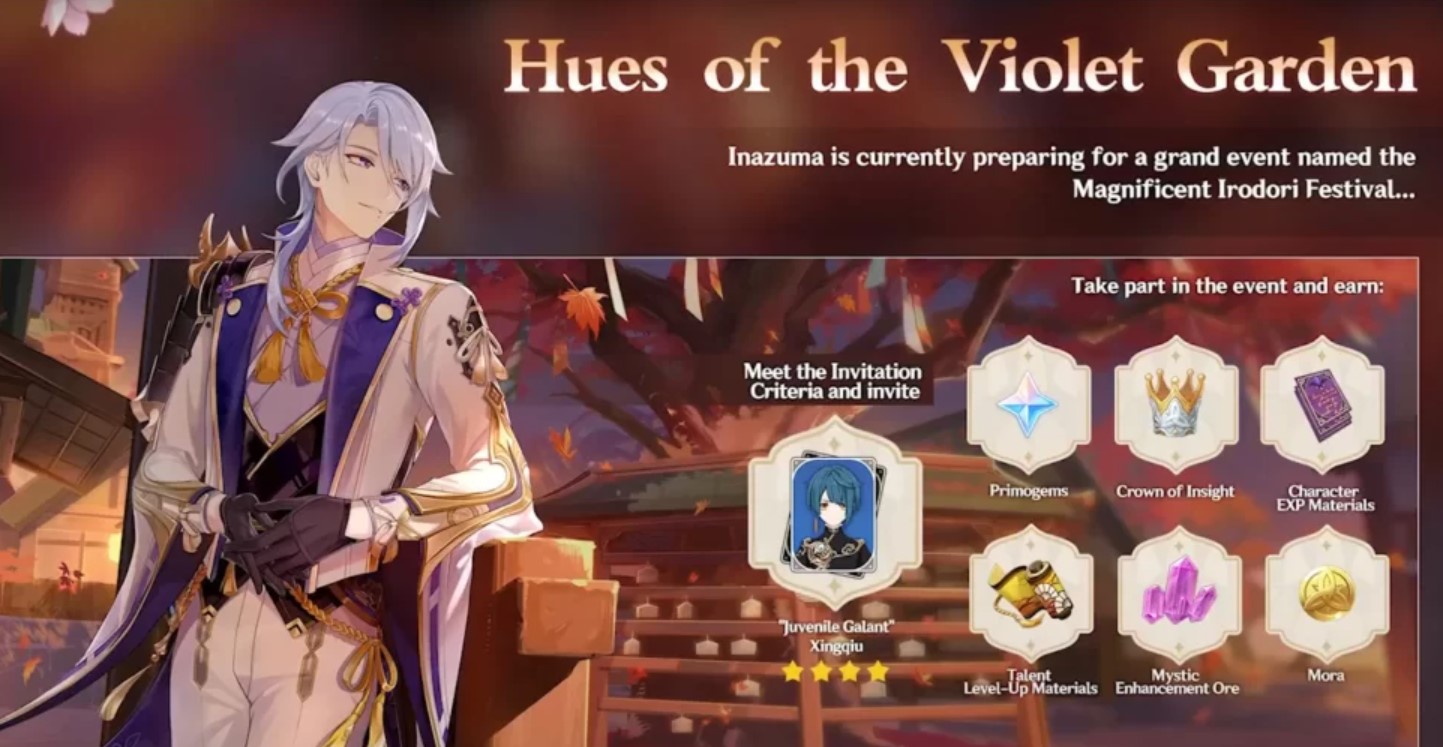 Hues of the Violet Garden
Inazuma is currently preparing for a grand event named the
Magnificent Irodori Festival...
Take part in the event and earn:
Meet the Invitation
Criteria and invite
"Juvenile Galant"
Xingqiu
Primogems
Crown of Insight
Character
EXP Materials
Talent
Level-Up Materials
Mystic
Enhancement Ore
Mora